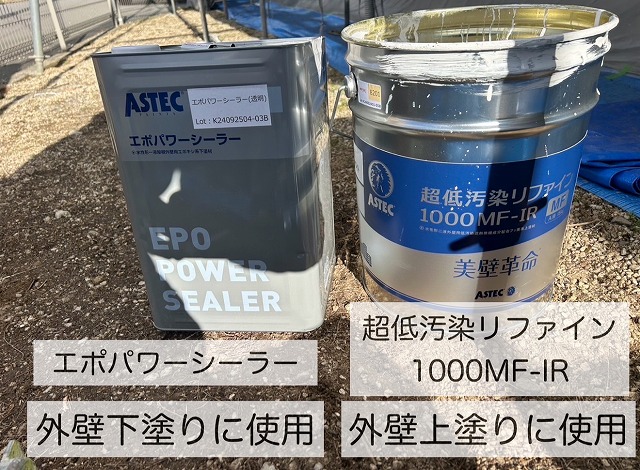 ASTEC
エポパワーシーラー(透明)
Lot : K24092504-03B
エポパワーシーラー
EPO
POWER
SEALER
ASTEC
超低汚染リファイン
1000MF-IR
MF
美壁革命
ASTEC
エポパワーシーラー
外壁下塗りに使用
超低汚染リファイン
1000MF-IR
外壁上塗りに使用